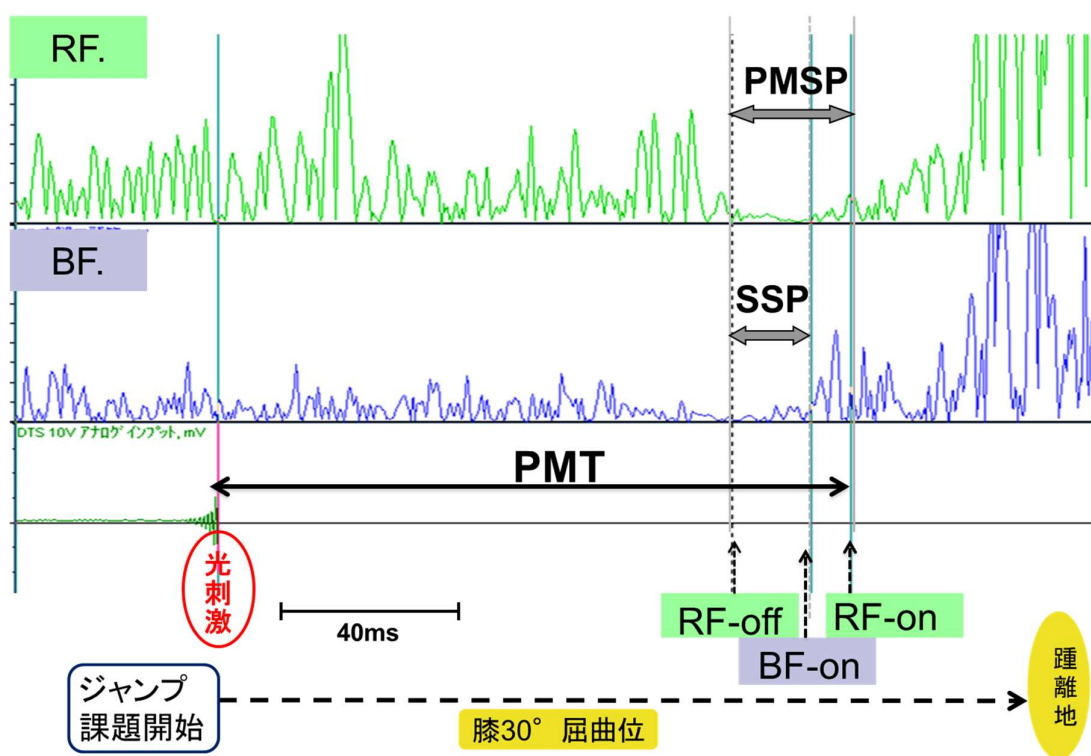 RF.
PMSP
BF.
SSP
DTS 10V アナログインプット, mV
PMT
光刺激
40ms
RF-off
RF-on
BF-on
踵離地
ジャンプ
課題開始
膝30°屈曲位